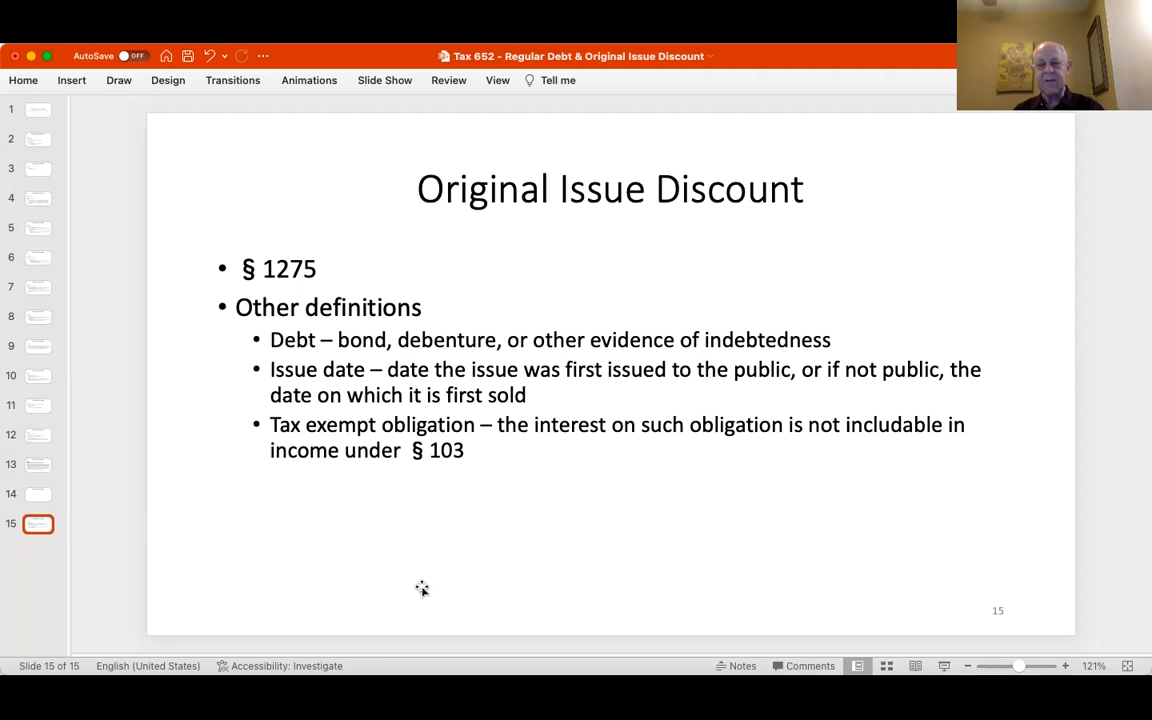 AutoSave OFF
Tax 652 - Regular Debt & Original Issue Discount
Home Insert Draw Design Transitions Animations Slide Show Review View Tell me
1
2
3
4
5
6
7
8
9
10
11
12
13
14
15
Original Issue Discount
• § 1275
• Other definitions
• Debt – bond, debenture, or other evidence of indebtedness
• Issue date – date the issue was first issued to the public, or if not public, the
date on which it is first sold
• Tax exempt obligation – the interest on such obligation is not includable in
income under § 103
15
Slide 15 of 15 English (United States) Accessibility: Investigate Notes Comments 121%